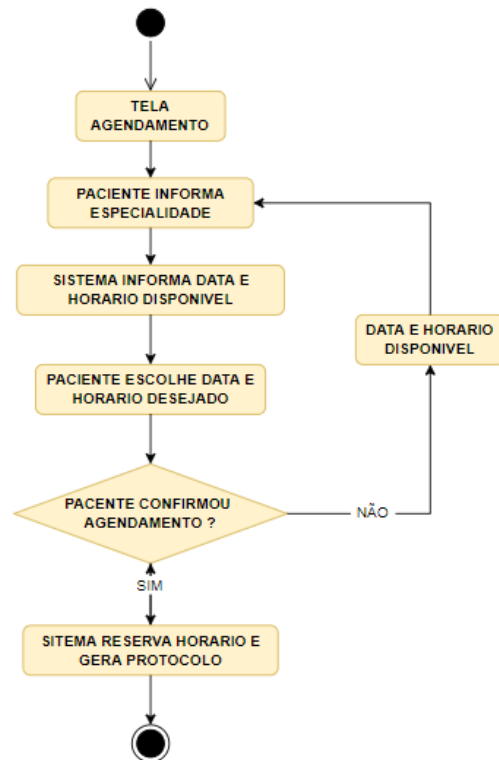 TELA
AGENDAMENTO
PACIENTE INFORMA
ESPECIALIDADE
SISTEMA INFORMA DATA E
HORARIO DISPONIVEL
DATA E HORARIO
DISPONIVEL
PACIENTE ESCOLHE DATA E
HORARIO DESEJADO
PACENTE CONFIRMOU
AGENDAMENTO ?
NÃO
SIM
SITEMA RESERVA HORARIO E
GERA PROTOCOLO